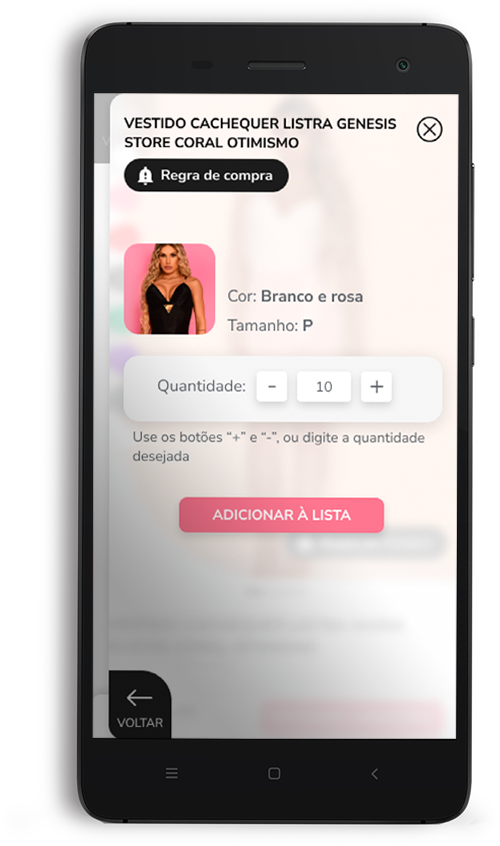 VESTIDO CACHEQUER LISTRA GENESIS
STORE CORAL OTIMISMO
Regra de compra
Cor: Branco e rosa
Tamanho: P
Quantidade: - 10 +
Use os botões “+” e “-”, ou digite a quantidade
desejada
ADICIONAR À LISTA
VOLTAR